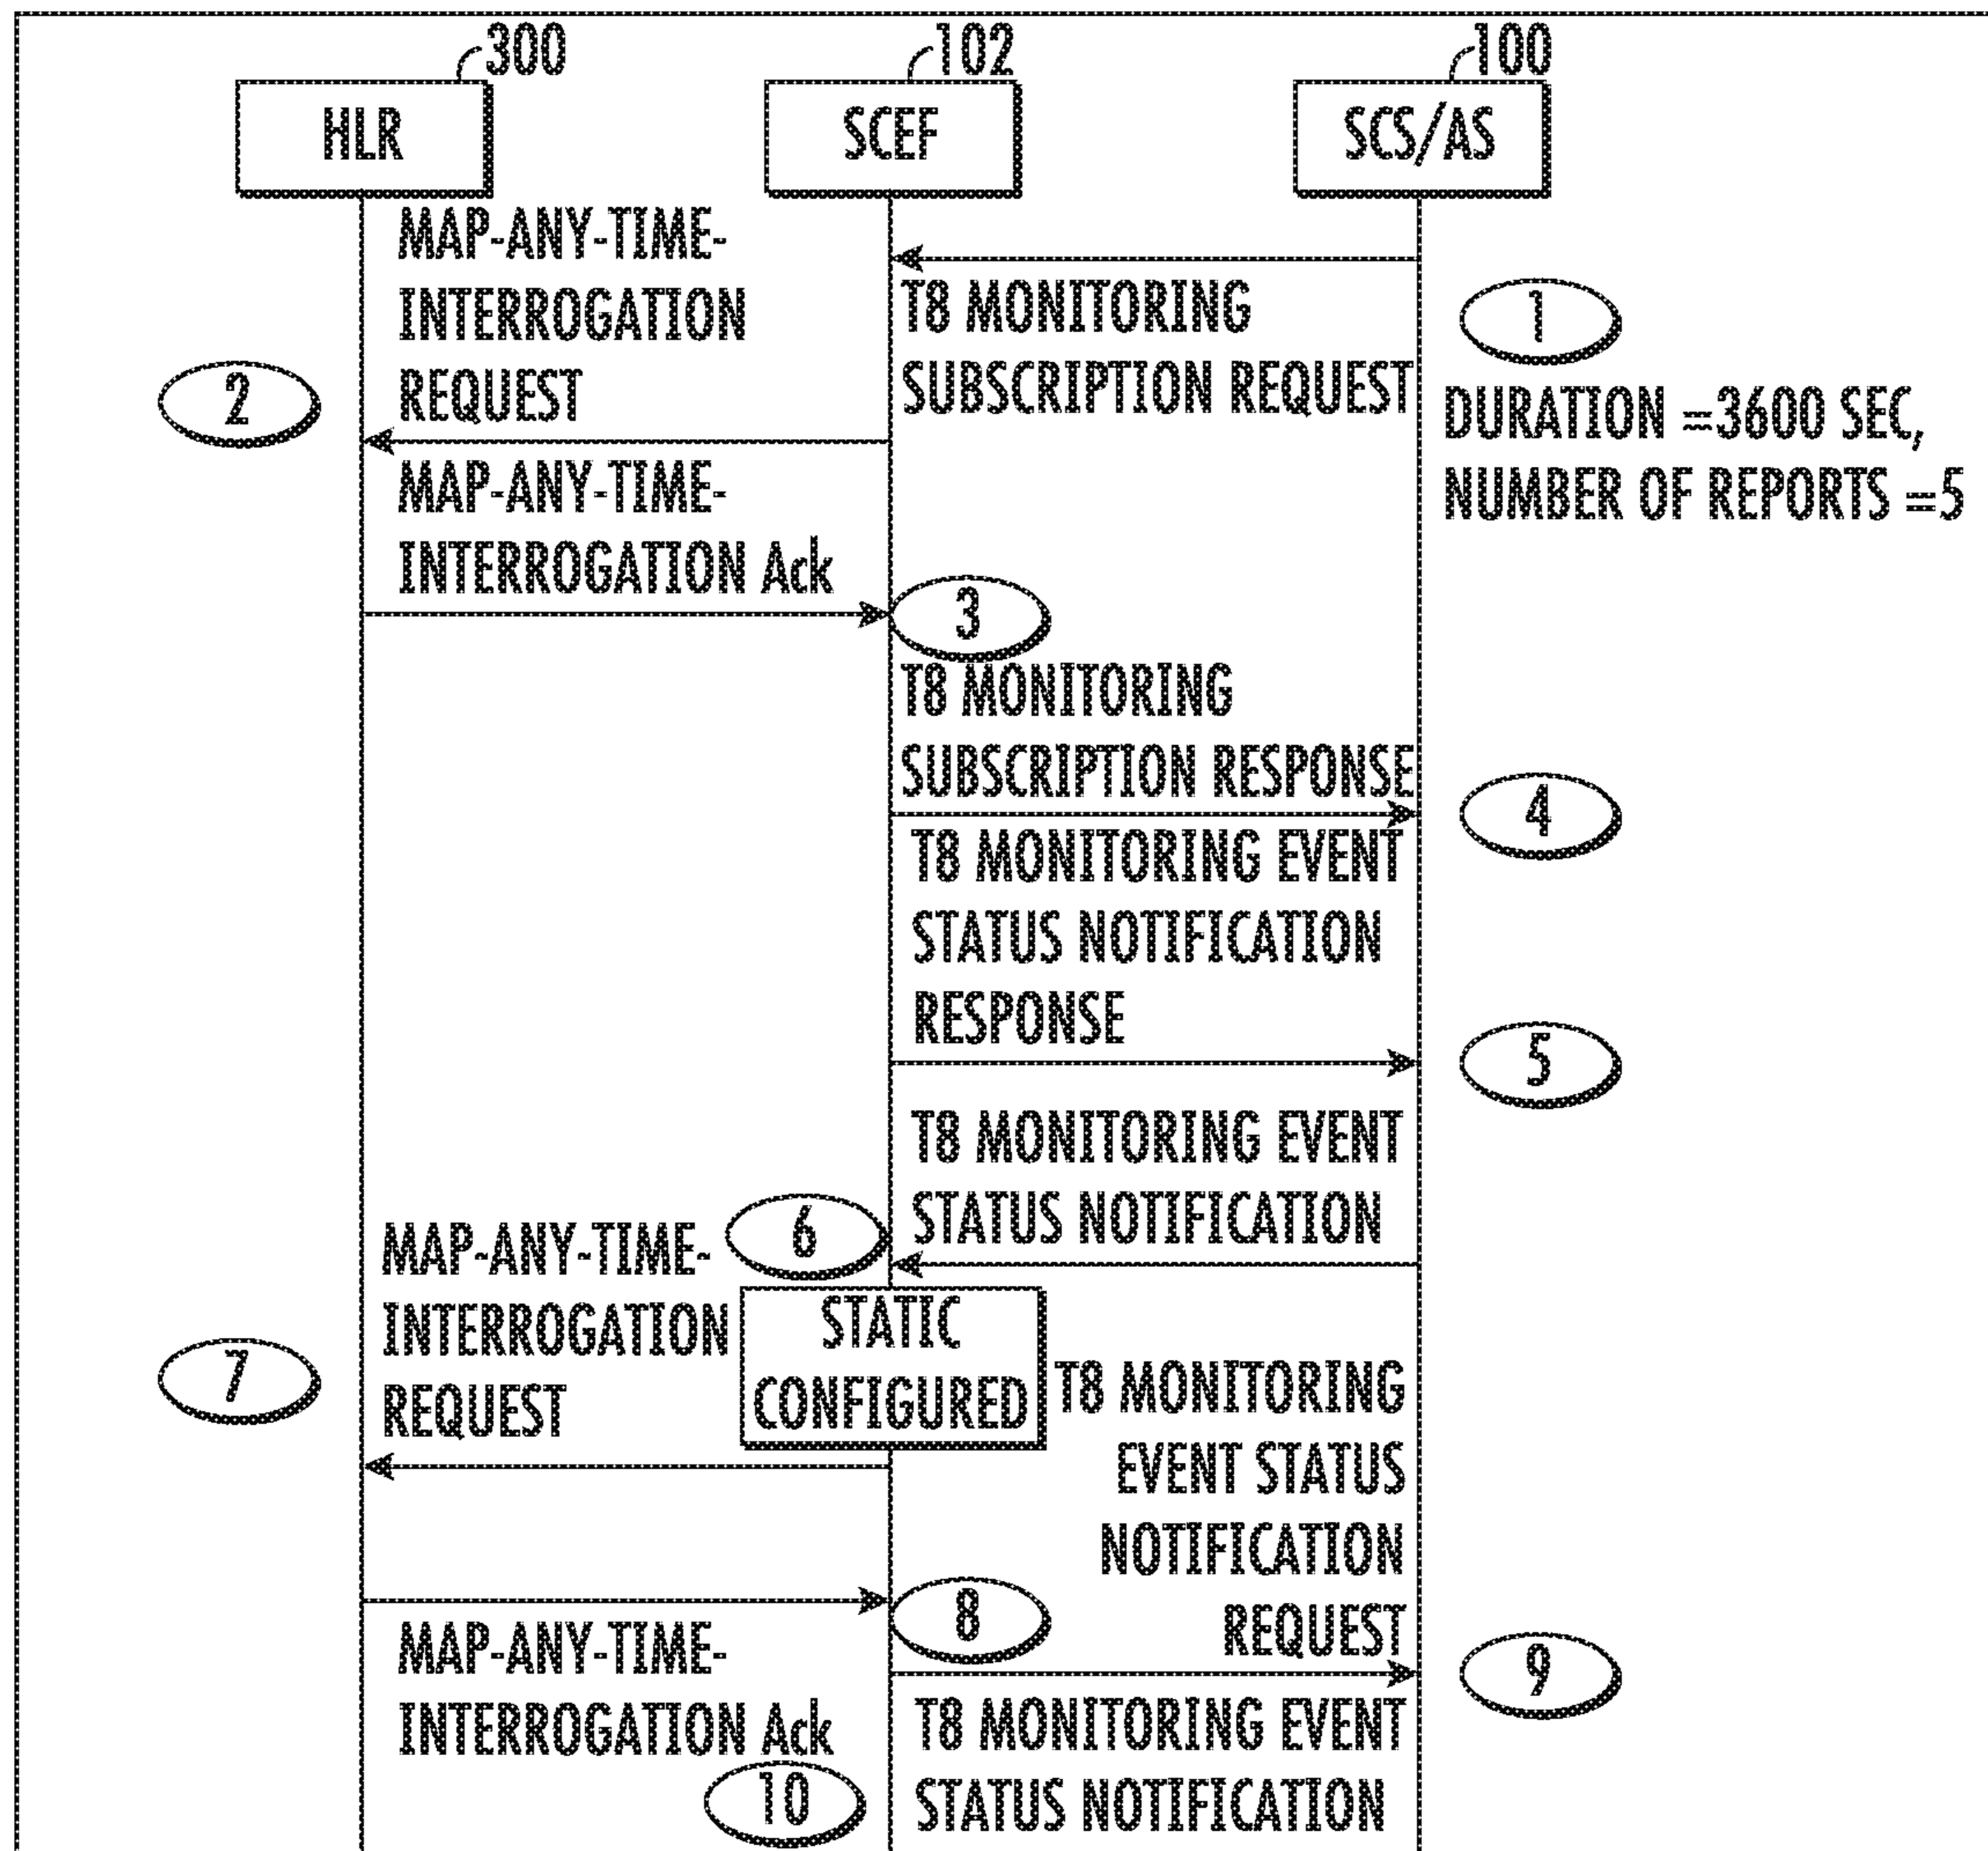 300
102
100
HLR
SCEF
SCS/AS
MAP-ANY-TIME-
INTERROGATION
REQUEST
T8 MONITORING
SUBSCRIPTION REQUEST
1
DURATION =3600 SEC,
NUMBER OF REPORTS =5
2
MAP-ANY-TIME-
INTERROGATION Ack
3
T8 MONITORING
SUBSCRIPTION RESPONSE
4
T8 MONITORING EVENT
STATUS NOTIFICATION
RESPONSE
5
T8 MONITORING EVENT
STATUS NOTIFICATION
6
MAP-ANY-TIME-
INTERROGATION
REQUEST
STATIC
CONFIGURED
7
T8 MONITORING
EVENT STATUS
NOTIFICATION
REQUEST
8
9
MAP-ANY-TIME-
INTERROGATION Ack
T8 MONITORING EVENT
STATUS NOTIFICATION
10